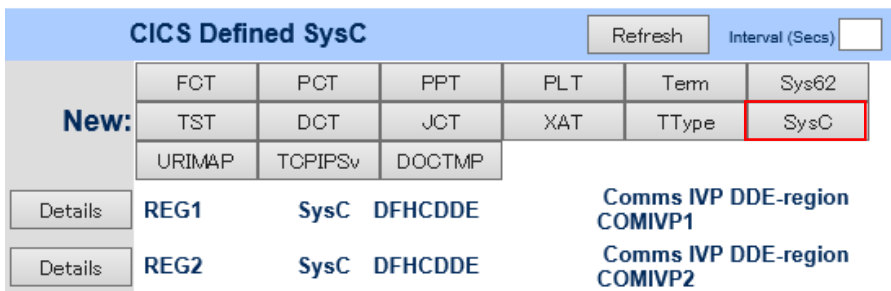 CICS Defined SysC Refresh Interval (Secs)
FCT PCT PPT PLT Term Sys62
New: TST DCT JCT XAT TType SysC
URIMAP TCPIPSv DOCTMP
Details REG1 SysC DFHCDDE Comms IVP DDE-region
COMIVP1
Details REG2 SysC DFHCDDE Comms IVP DDE-region
COMIVP2